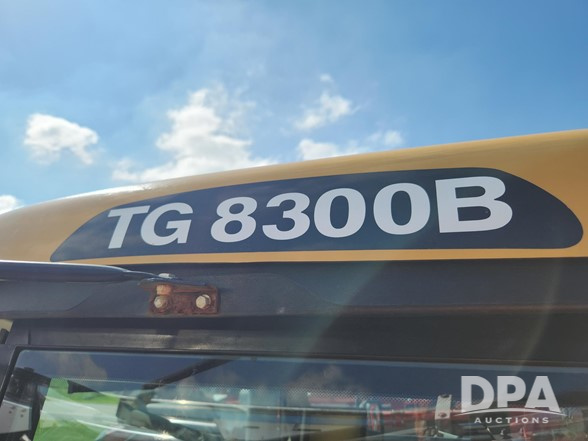 TG 8300B
DPA
AUCTIONS